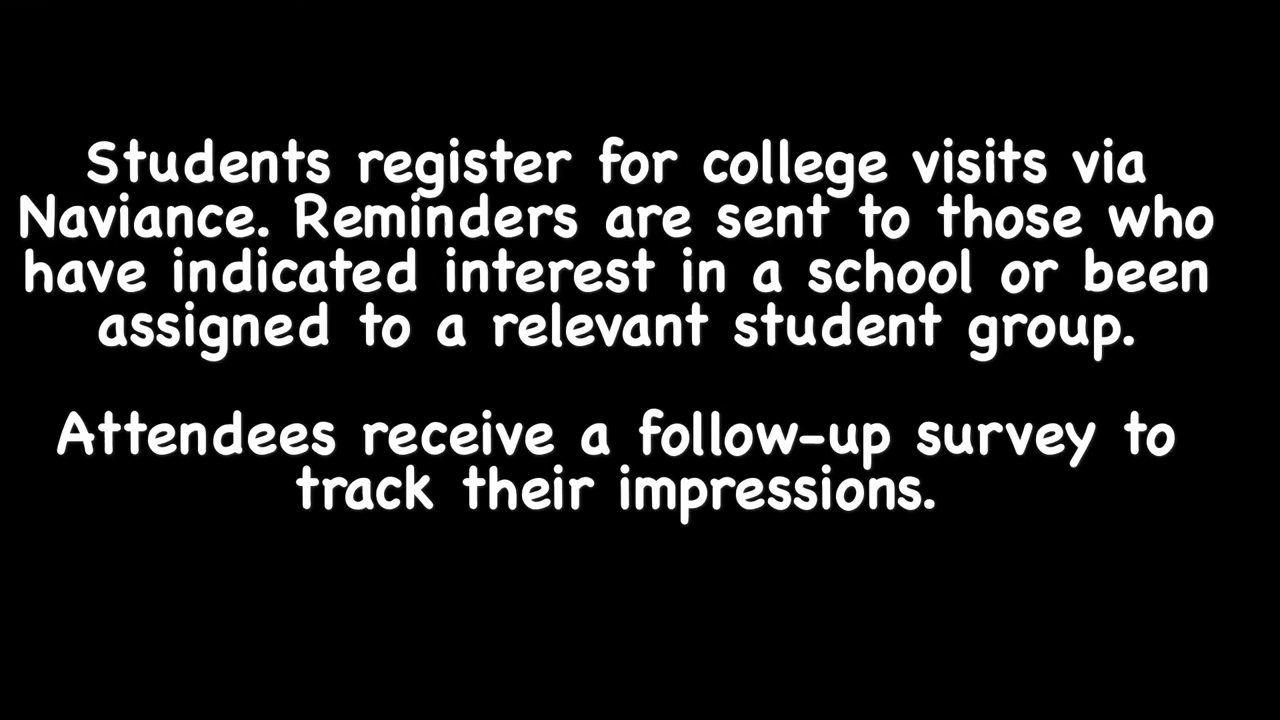 Students register for college visits via
Naviance. Reminders are sent to those who
have indicated interest in a school or been
assigned to a relevant student group.
Attendees receive a follow-up survey to
track their impressions.